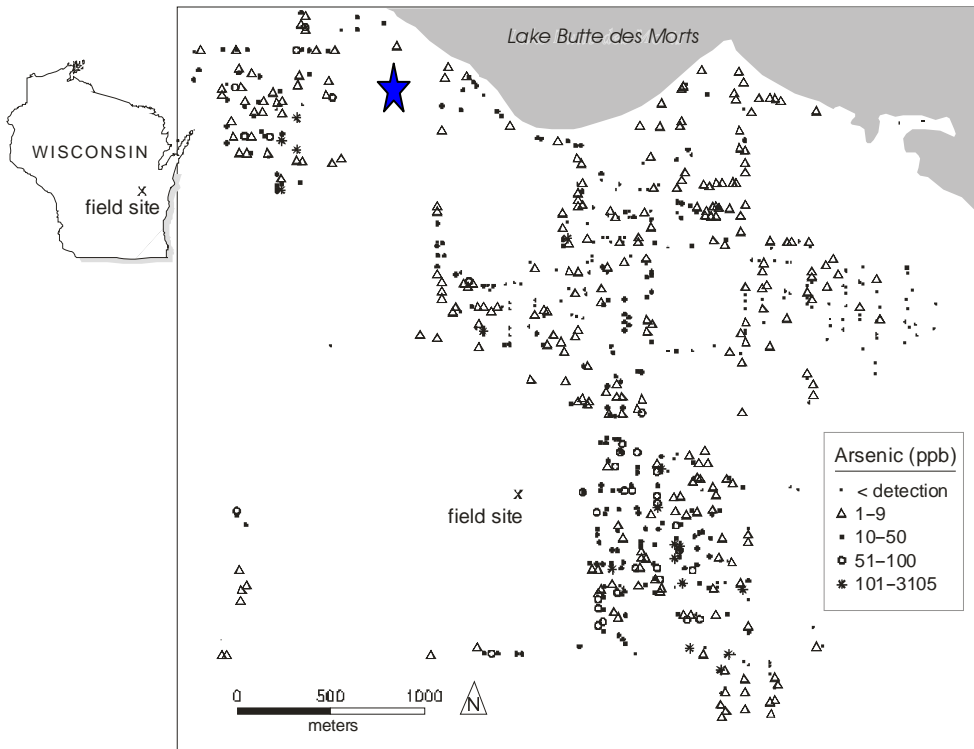 Lake Butte des Morts
WISCONSIN
x
field site
x
field site
Arsenic (ppb)
< detection
1–9
10–50
51–100
101–3105
0 500 1000
meters
N